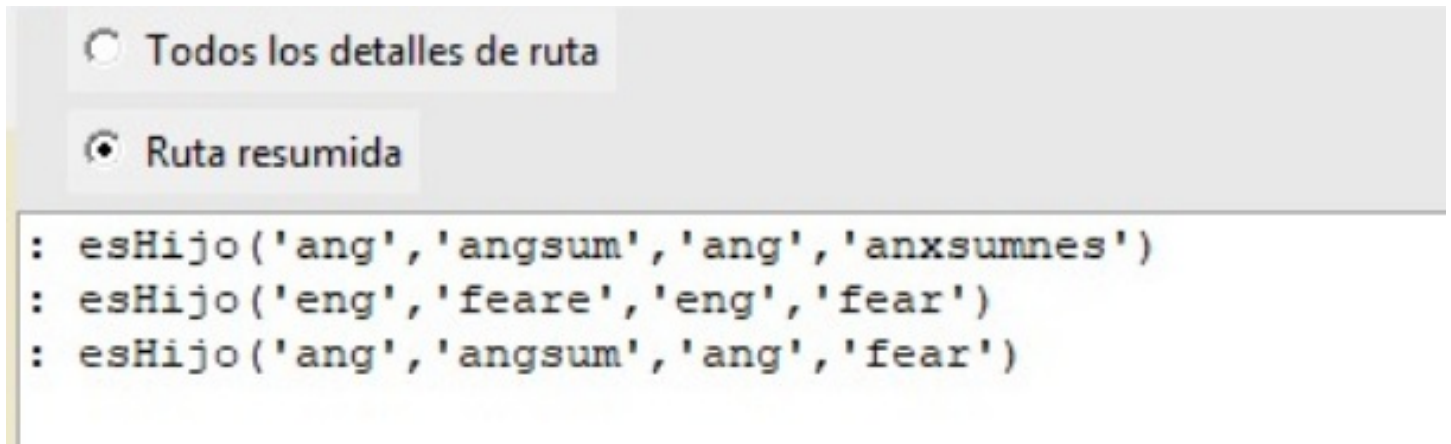 Todos los detalles de ruta
Ruta resumida
: esHijo('ang','angsum','ang','anxsumnes')
: esHijo('eng','feare','eng','fear')
: esHijo('ang','angsum','ang','fear')